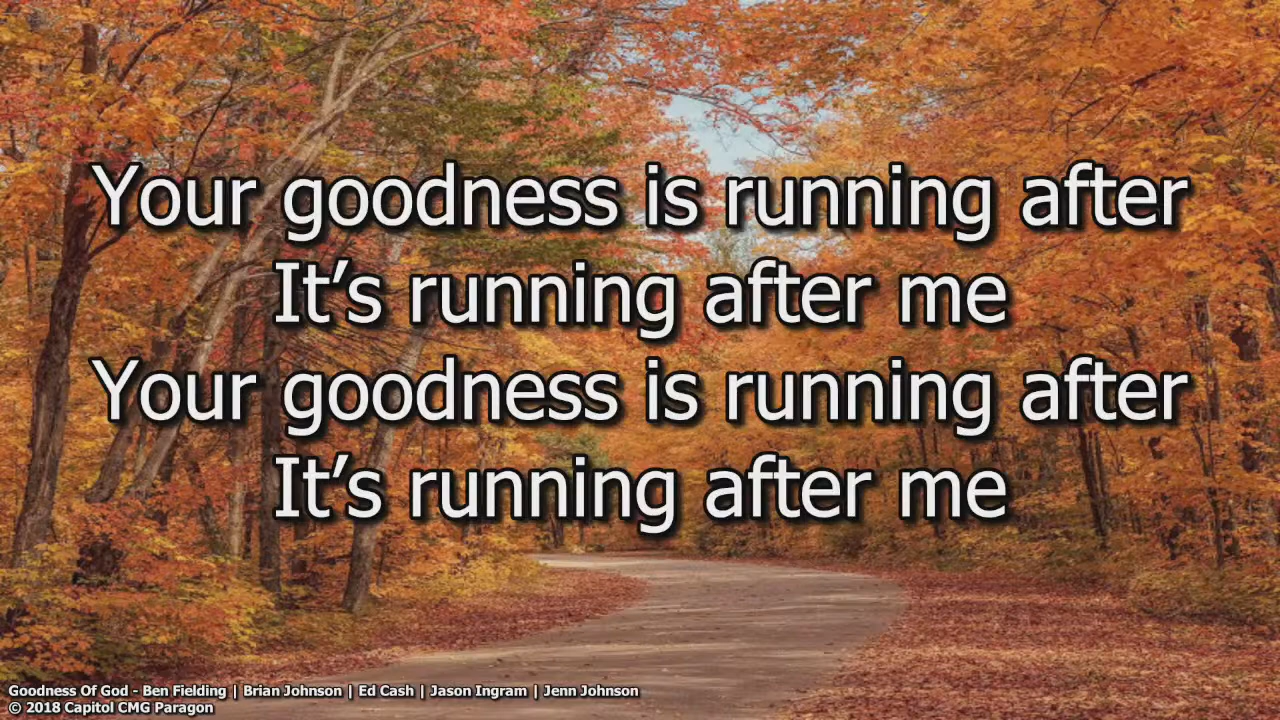 Your goodness is running after
It’s running after me
Your goodness is running after
It’s running after me
Goodness Of God - Ben Fielding | Brian Johnson | Ed Cash | Jason Ingram | Jenn Johnson
© 2018 Capitol CMG Paragon